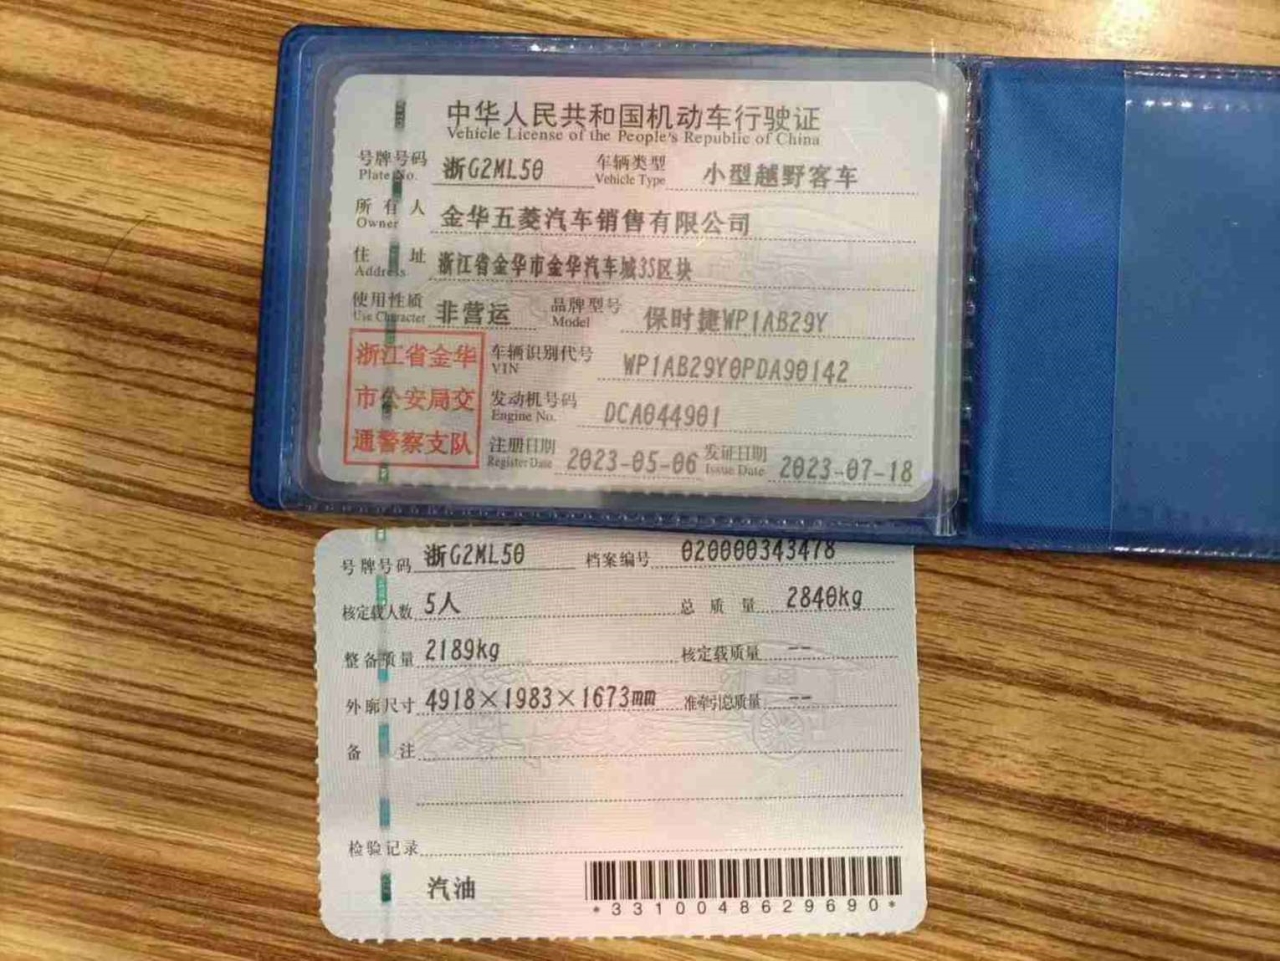 中华人民共和国机动车行驶证
Vehicle License of the People's Republic of China
号牌号码 浙G2ML50 车辆类型 小型越野客车
Plate No. Vehicle Type
所有人 金华五菱汽车销售有限公司
Owner
住址 浙江省金华市金华汽车城3S区块
Address
使用性质 非营运 品牌型号 保时捷WP1AB29Y
Use Character Model
浙江省金华
市公安局交
通警察支队
车辆识别代号 WP1AB29Y0PDA90142
VIN
发动机号码 DCA044901
Engine No.
注册日期 2023-05-06 发证日期 2023-07-18
Register Date Issue Date
号牌号码 浙G2ML50 档案编号 020000343478
核定载人数 5人 总质量 2840kg
整备质量 2189kg 核定载质量 --
外廓尺寸 4918×1983×1673mm 准牵引总质量 --
备注
检验记录
汽油
*3310048629690*